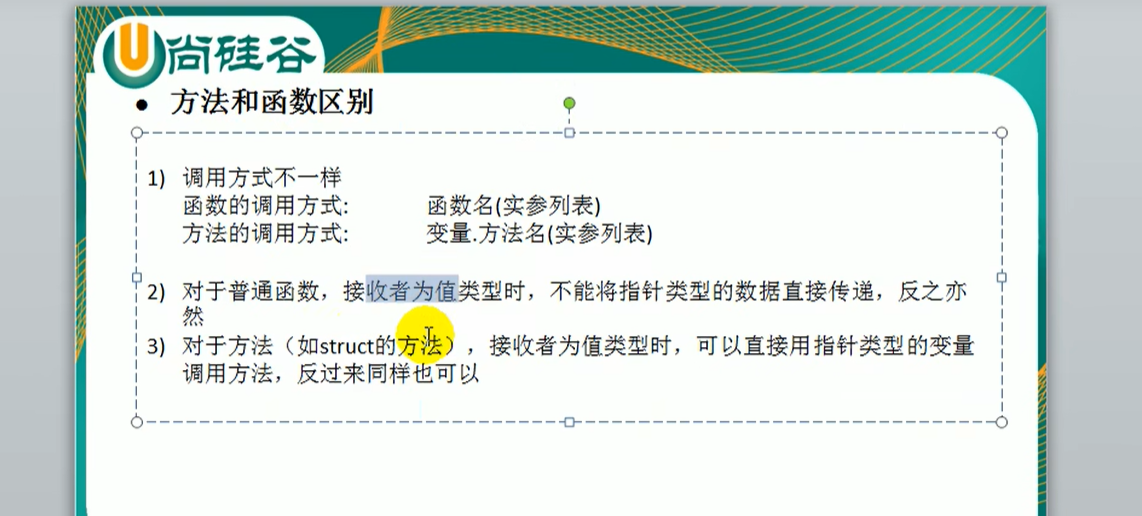 尚硅谷
● 方法和函数区别
1) 调用方式不一样
函数的调用方式: 函数名(实参列表)
方法的调用方式: 变量.方法名(实参列表)
2) 对于普通函数，接收者为值类型时，不能将指针类型的数据直接传递，反之亦
然
3) 对于方法（如struct的方法），接收者为值类型时，可以直接用指针类型的变量
调用方法，反过来同样也可以